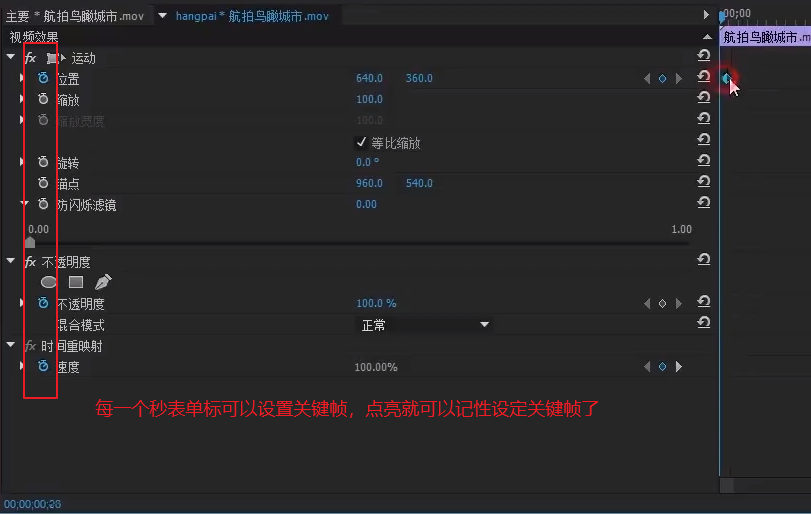 主要 * 航拍鸟瞰城市.mov hangpai * 航拍鸟瞰城市.mov
00;00
视频效果 航拍鸟瞰城市.m
fx 运动
位置 640.0 360.0
缩放 100.0
缩放宽度 100.0
等比缩放
旋转 0.0 °
锚点 960.0 540.0
防闪烁滤镜 0.00
0.00 1.00
fx 不透明度
不透明度 100.0 %
混合模式 正常
fx 时间重映射
速度 100.00%
每一个秒表单标可以设置关键帧，点亮就可以记性设定关键帧了
00;00;00;28